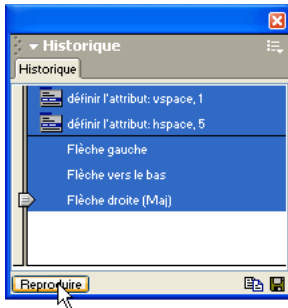 Historique
Historique
définir l'attribut: vspace, 1
définir l'attribut: hspace, 5
Flèche gauche
Flèche vers le bas
Flèche droite (Maj)
Reproduire